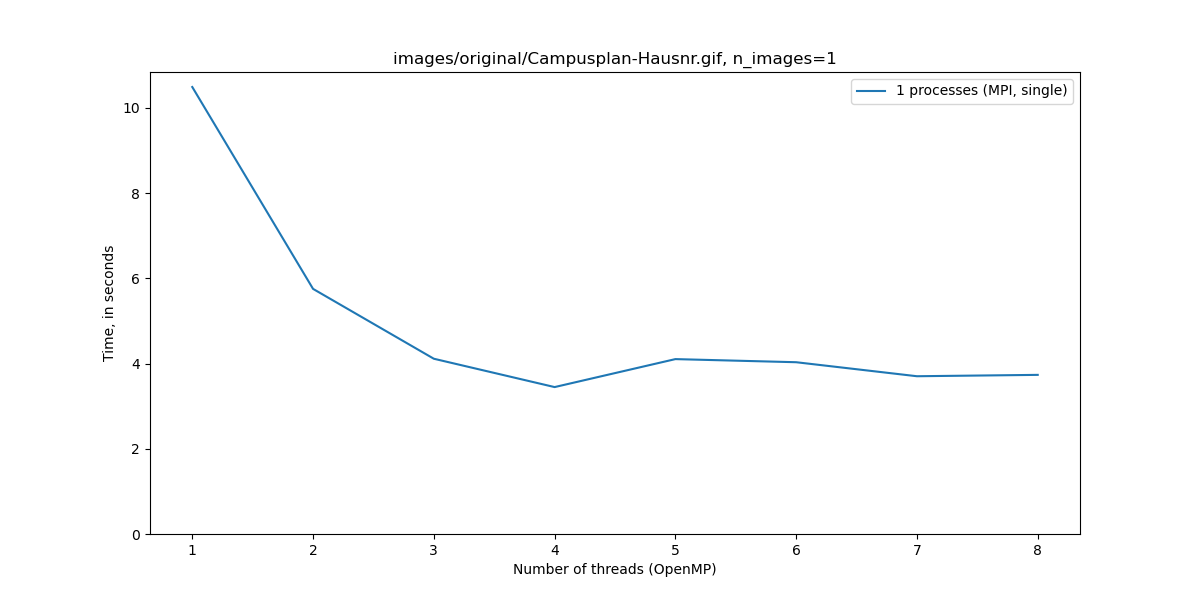 images/original/Campusplan-Hausnr.gif, n_images=1
1 processes (MPI, single)
Time, in seconds
10
8
6
4
2
0
1 2 3 4 5 6 7 8
Number of threads (OpenMP)